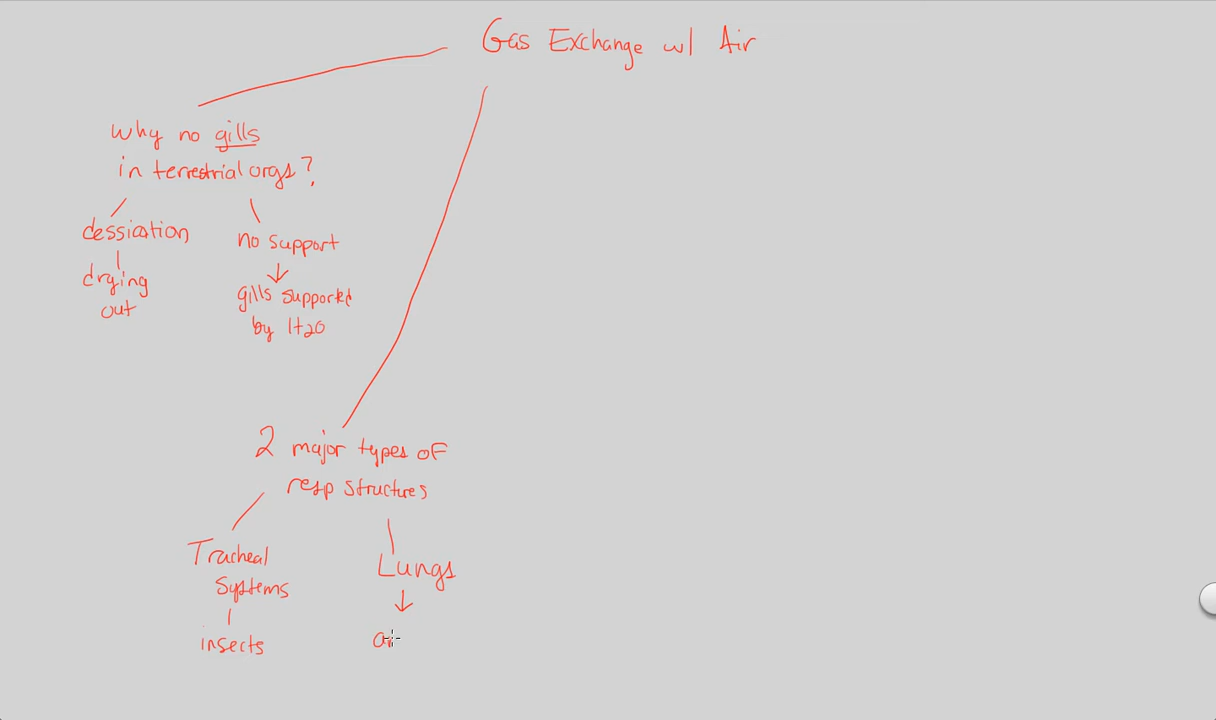 Gas Exchange w/ Air
Why no gills
in terrestrial orgs?
dessication
drying
out
no support
gills supported
by H20
2 major types of
resp structures
Tracheal
Systems
insects
Lungs